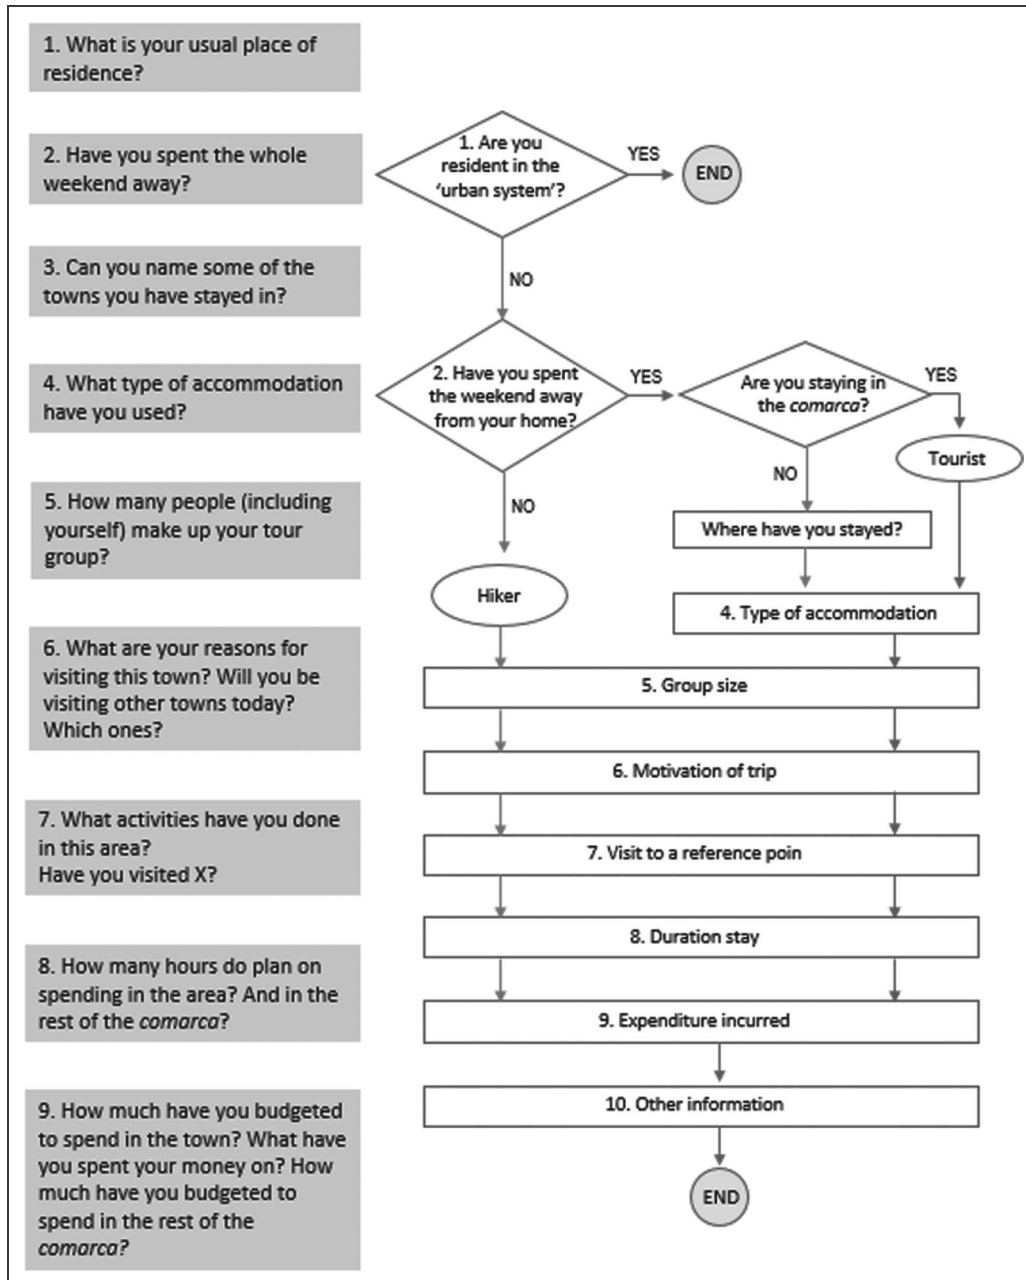 1. What is your usual place of
residence?
2. Have you spent the whole
weekend away?
3. Can you name some of the
towns you have stayed in?
4. What type of accommodation
have you used?
5. How many people (including
yourself) make up your tour
group?
6. What are your reasons for
visiting this town? Will you be
visiting other towns today?
Which ones?
7. What activities have you done
in this area?
Have you visited X?
8. How many hours do plan on
spending in the area? And in the
rest of the comarca?
9. How much have you budgeted
to spend in the town? What have
you spent your money on? How
much have you budgeted to
spend in the rest of the
comarca?
1. Are you
resident in the
‘urban system’?
YES
END
NO
2. Have you spent
the weekend away
from your home?
YES
Are you staying in
the comarca?
YES
Tourist
NO
Where have you stayed?
NO
Hiker
4. Type of accommodation
5. Group size
6. Motivation of trip
7. Visit to a reference poin
8. Duration stay
9. Expenditure incurred
10. Other information
END